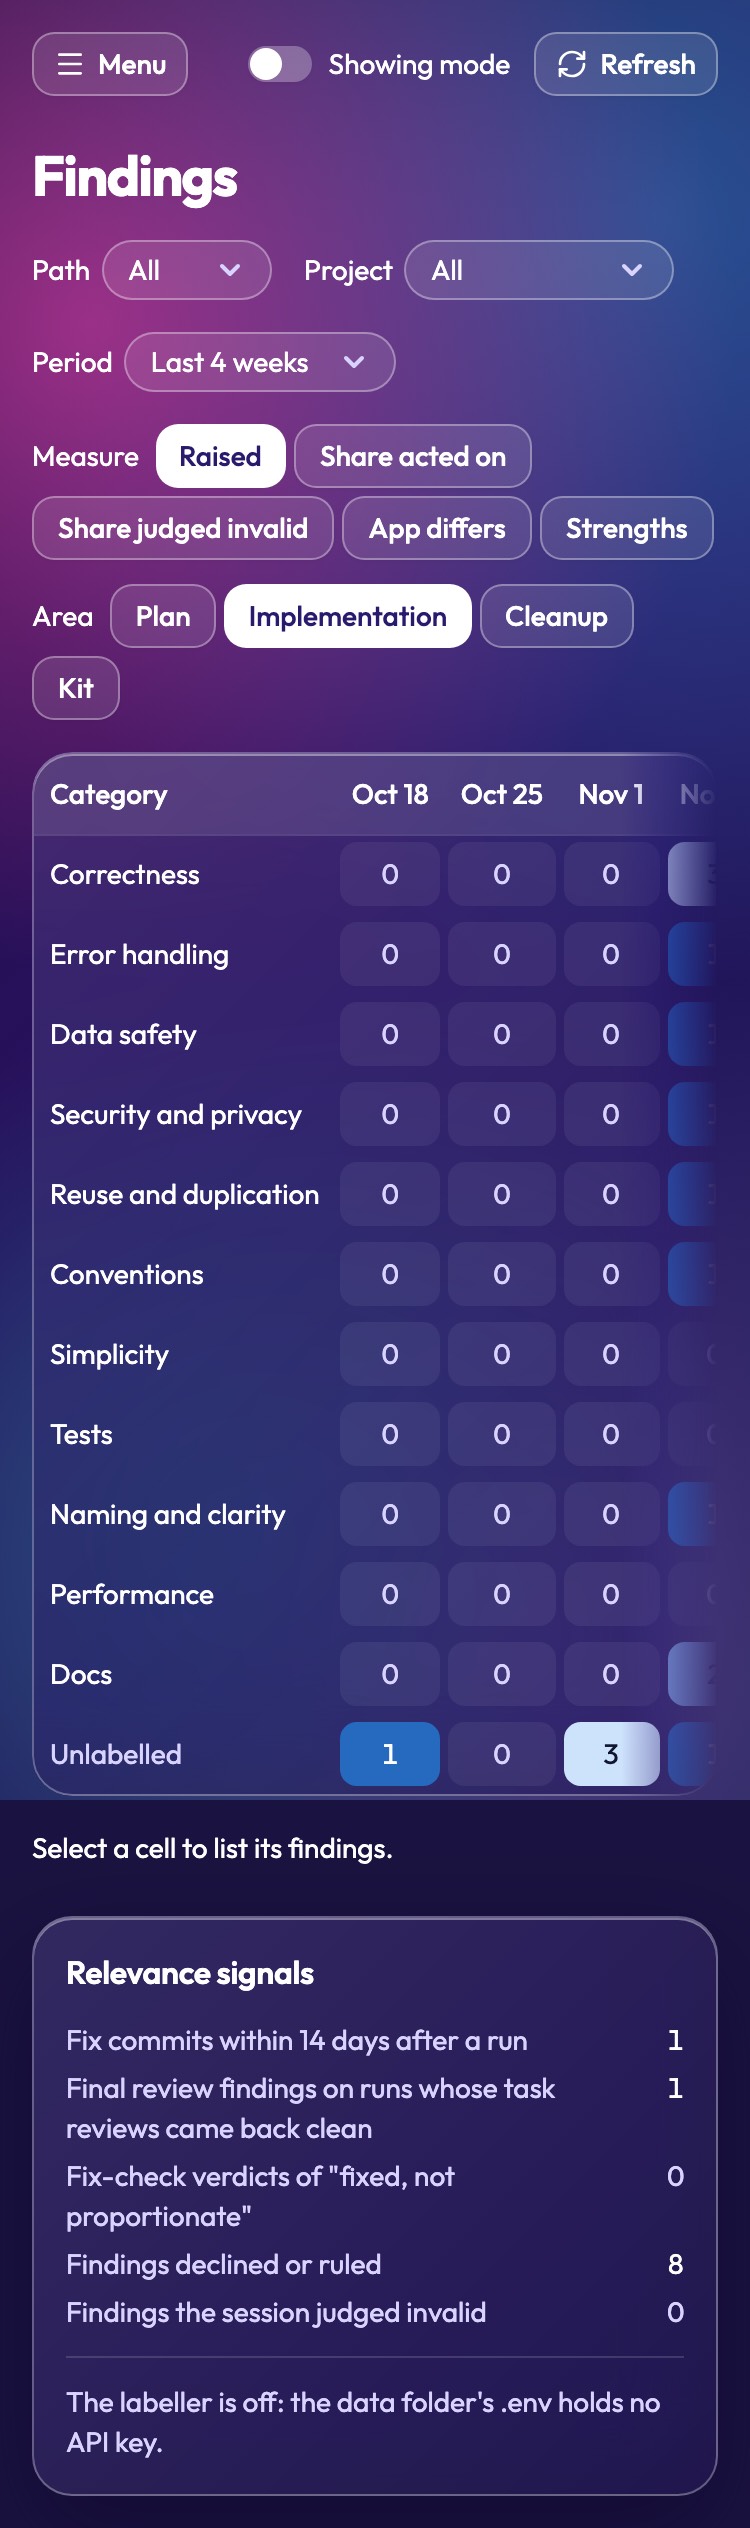 Menu
Showing mode
Refresh
Findings
Path All Project All
Period Last 4 weeks
Measure Raised Share acted on
Share judged invalid App differs Strengths
Area Plan Implementation Cleanup
Kit
Category Oct 18 Oct 25 Nov 1
Correctness 0 0 0
Error handling 0 0 0
Data safety 0 0 0
Security and privacy 0 0 0
Reuse and duplication 0 0 0
Conventions 0 0 0
Simplicity 0 0 0
Tests 0 0 0
Naming and clarity 0 0 0
Performance 0 0 0
Docs 0 0 0
Unlabelled 1 0 3
Select a cell to list its findings.
Relevance signals
Fix commits within 14 days after a run 1
Final review findings on runs whose task 1
reviews came back clean
Fix-check verdicts of "fixed, not 0
proportionate"
Findings declined or ruled 8
Findings the session judged invalid 0
The labeller is off: the data folder's .env holds no
API key.